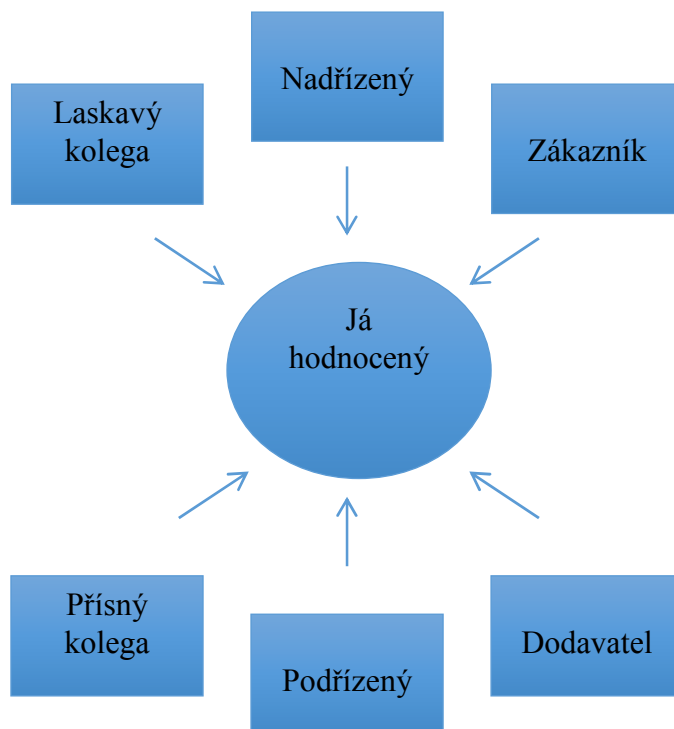 Nadřízený
Laskavý
kolega
Zákazník
Já
hodnocený
Přísný
kolega
Podřízený
Dodavatel